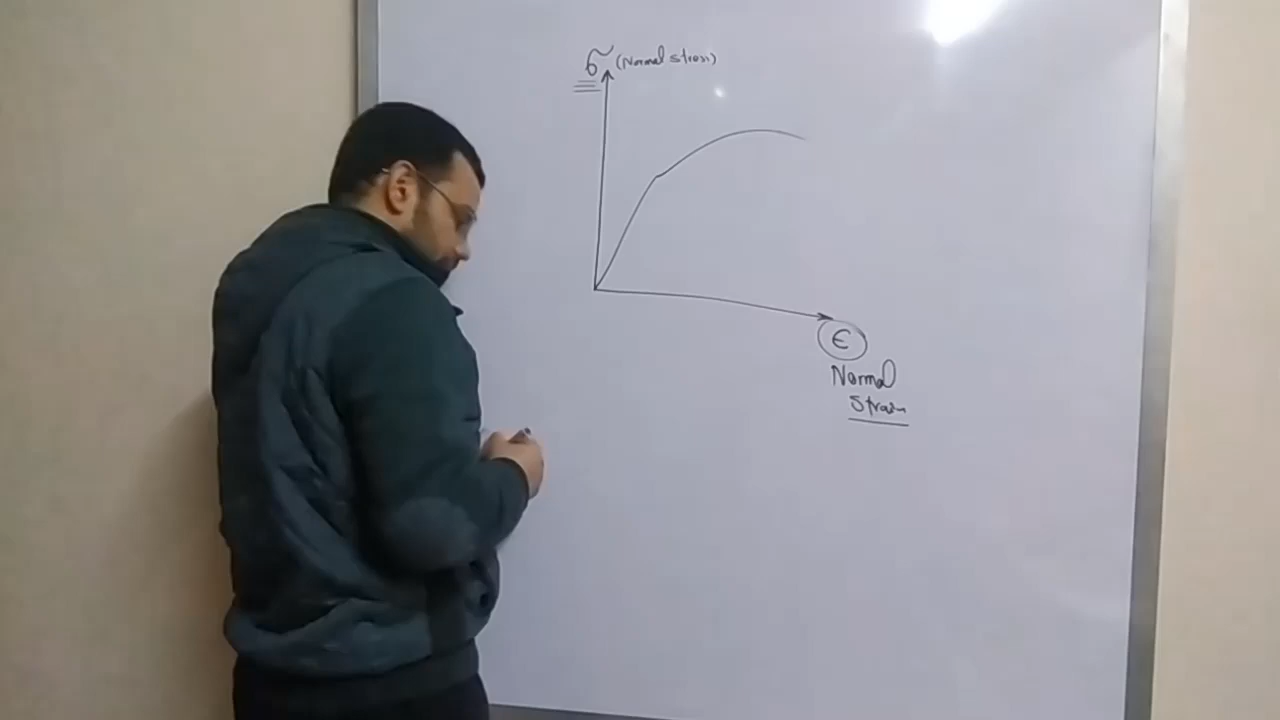 σ (Normal stress)
ϵ
Normal
Strain